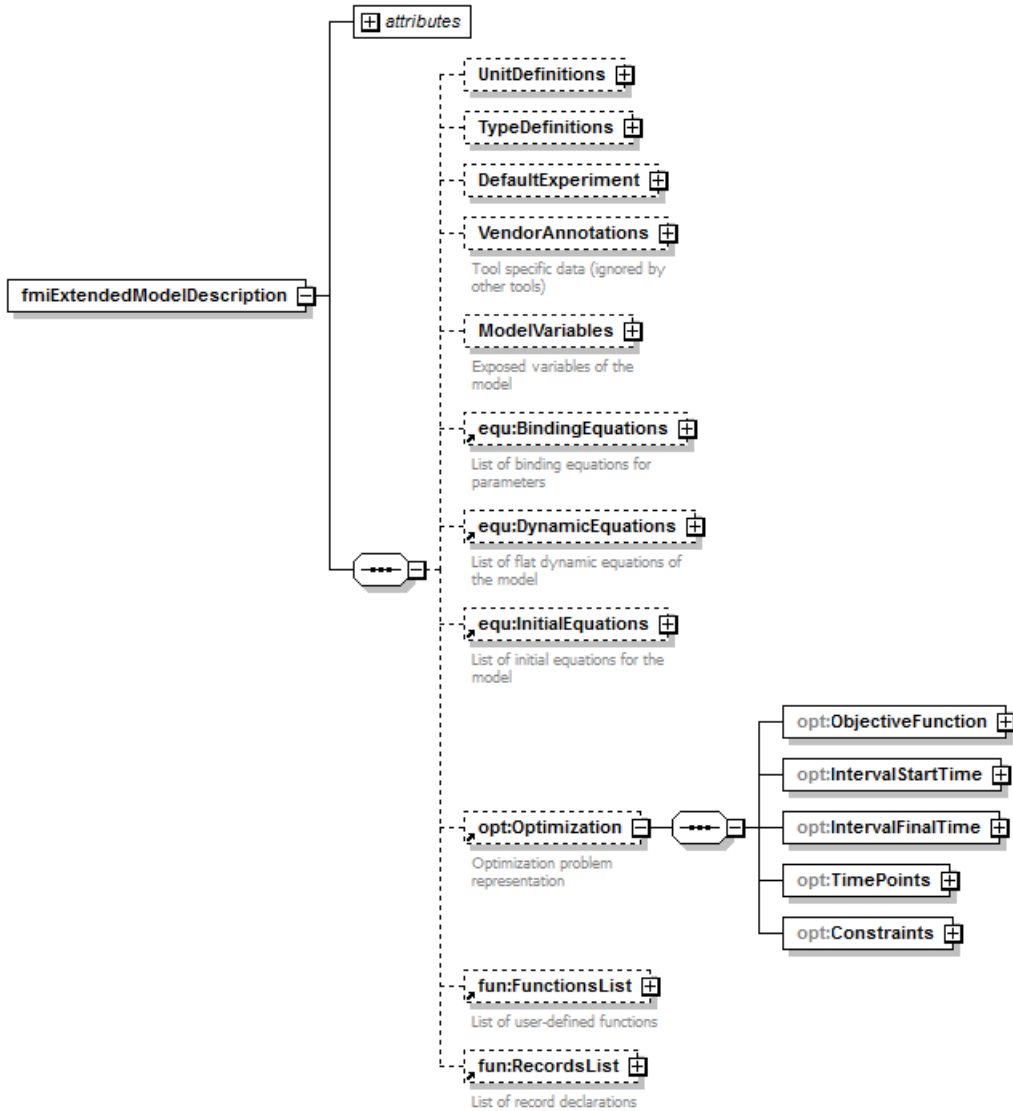 attributes
UnitDefinitions
TypeDefinitions
DefaultExperiment
VendorAnnotations
Tool specific data (ignored by
other tools)
fmiExtendedModelDescription
ModelVariables
Exposed variables of the
model
equ:BindingEquations
List of binding equations for
parameters
equ:DynamicEquations
List of flat dynamic equations of
the model
equ:InitialEquations
List of initial equations for the
model
opt:Optimization
Optimization problem
representation
opt:ObjectiveFunction
opt:IntervalStartTime
opt:IntervalFinalTime
opt:TimePoints
opt:Constraints
fun:FunctionsList
List of user-defined functions
fun:RecordsList
List of record declarations